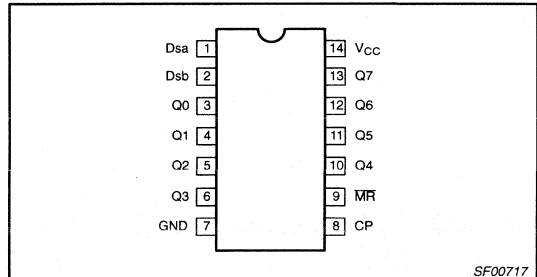 Dsa 1 14 VCC
Dsb 2 13 Q7
Q0 3 12 Q6
Q1 4 11 Q5
Q2 5 10 Q4
Q3 6 9 M̅R̅
GND 7 8 CP
SF00717